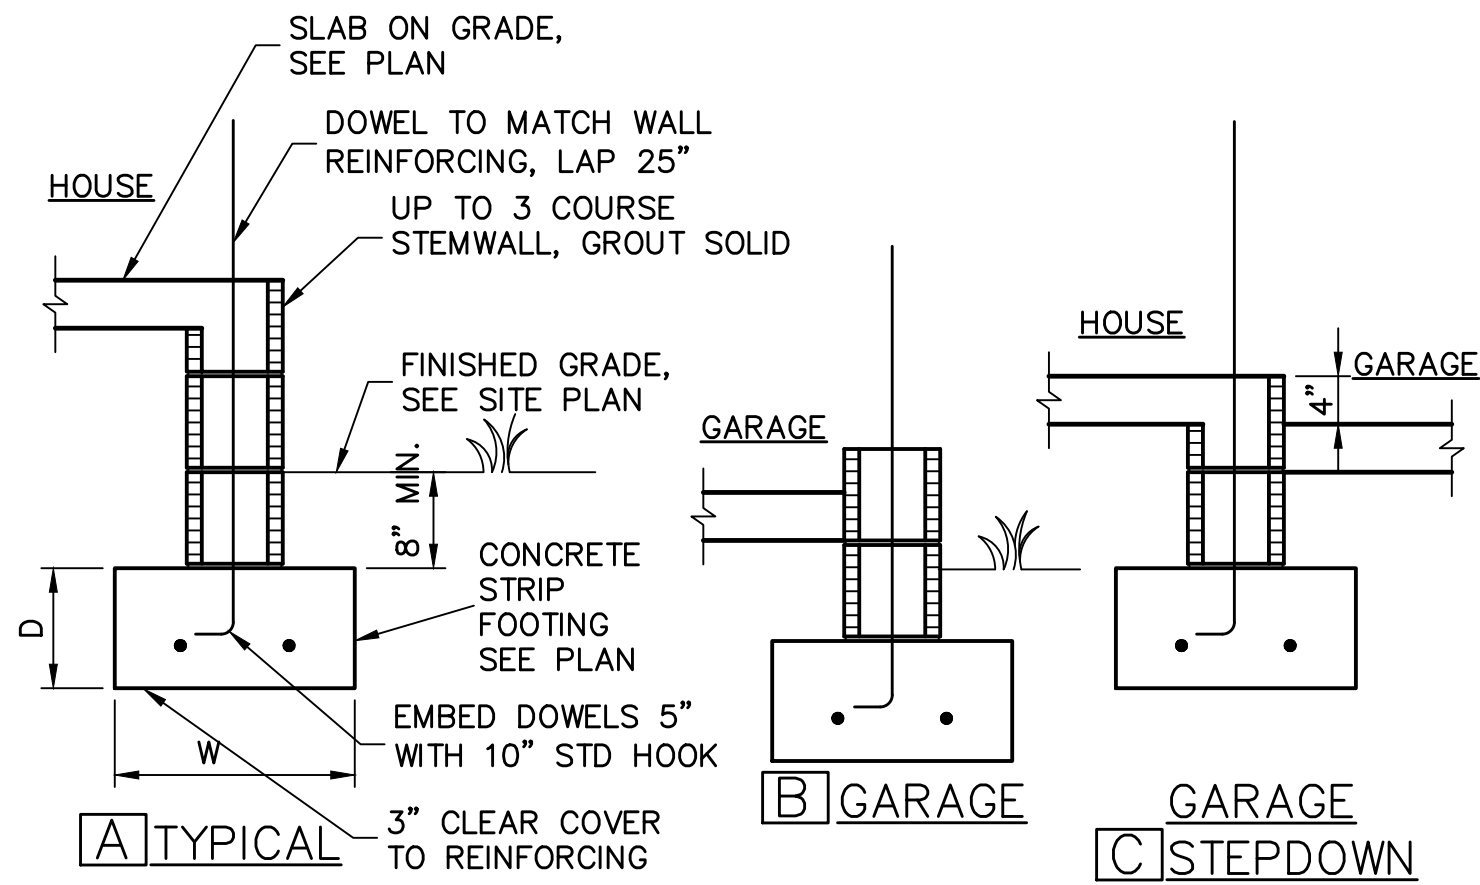 SLAB ON GRADE,
SEE PLAN
DOWEL TO MATCH WALL
REINFORCING, LAP 25”
HOUSE
UP TO 3 COURSE
STEMWALL, GROUT SOLID
FINISHED GRADE,
SEE SITE PLAN
8” MIN.
CONCRETE
STRIP
FOOTING
SEE PLAN
D
W
EMBED DOWELS 5”
WITH 10” STD HOOK
3” CLEAR COVER
TO REINFORCING
A TYPICAL
GARAGE
B GARAGE
HOUSE
GARAGE
4”
GARAGE
C STEPDOWN